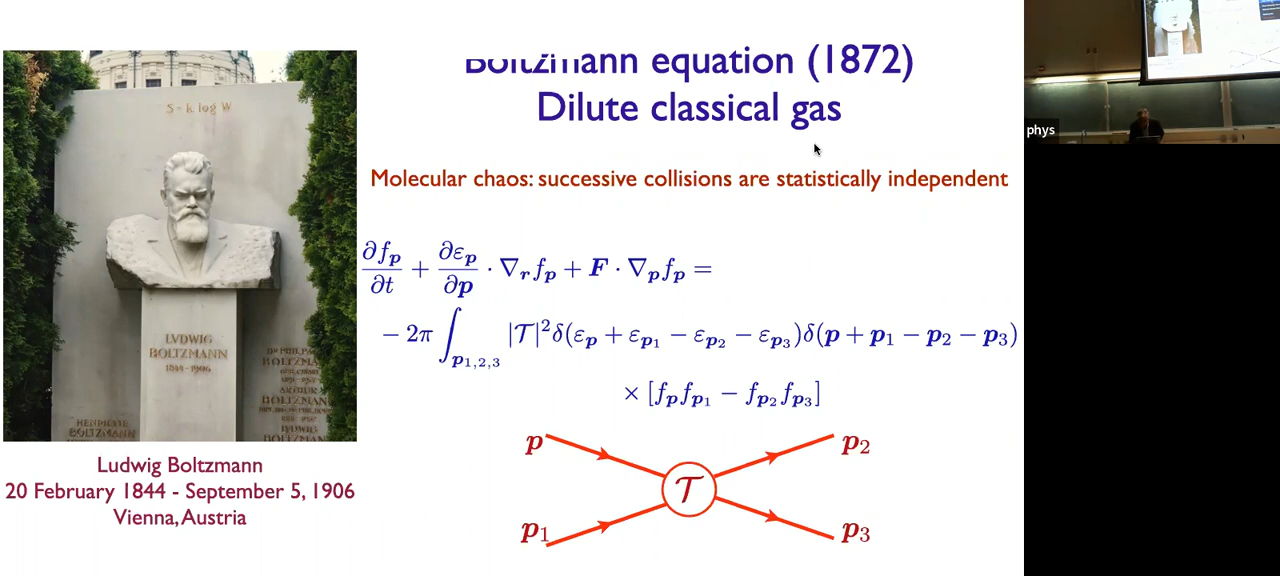 Boltzmann equation (1872)
Dilute classical gas
Molecular chaos: successive collisions are statistically independent
∂f_p/∂t + ∂ε_p/∂p · ∇_r f_p + F · ∇_p f_p =
− 2π ∫_{p_{1,2,3}} |𝒯|² δ(ε_p + ε_{p_1} − ε_{p_2} − ε_{p_3}) δ(p + p_1 − p_2 − p_3)
× [f_p f_{p_1} − f_{p_2} f_{p_3}]
p
p_2
𝒯
p_1
p_3
S = k log W
LVDWIG
BOLTZMANN
1844–1906
BOLTZMANN
Ludwig Boltzmann
20 February 1844 - September 5, 1906
Vienna, Austria
phys